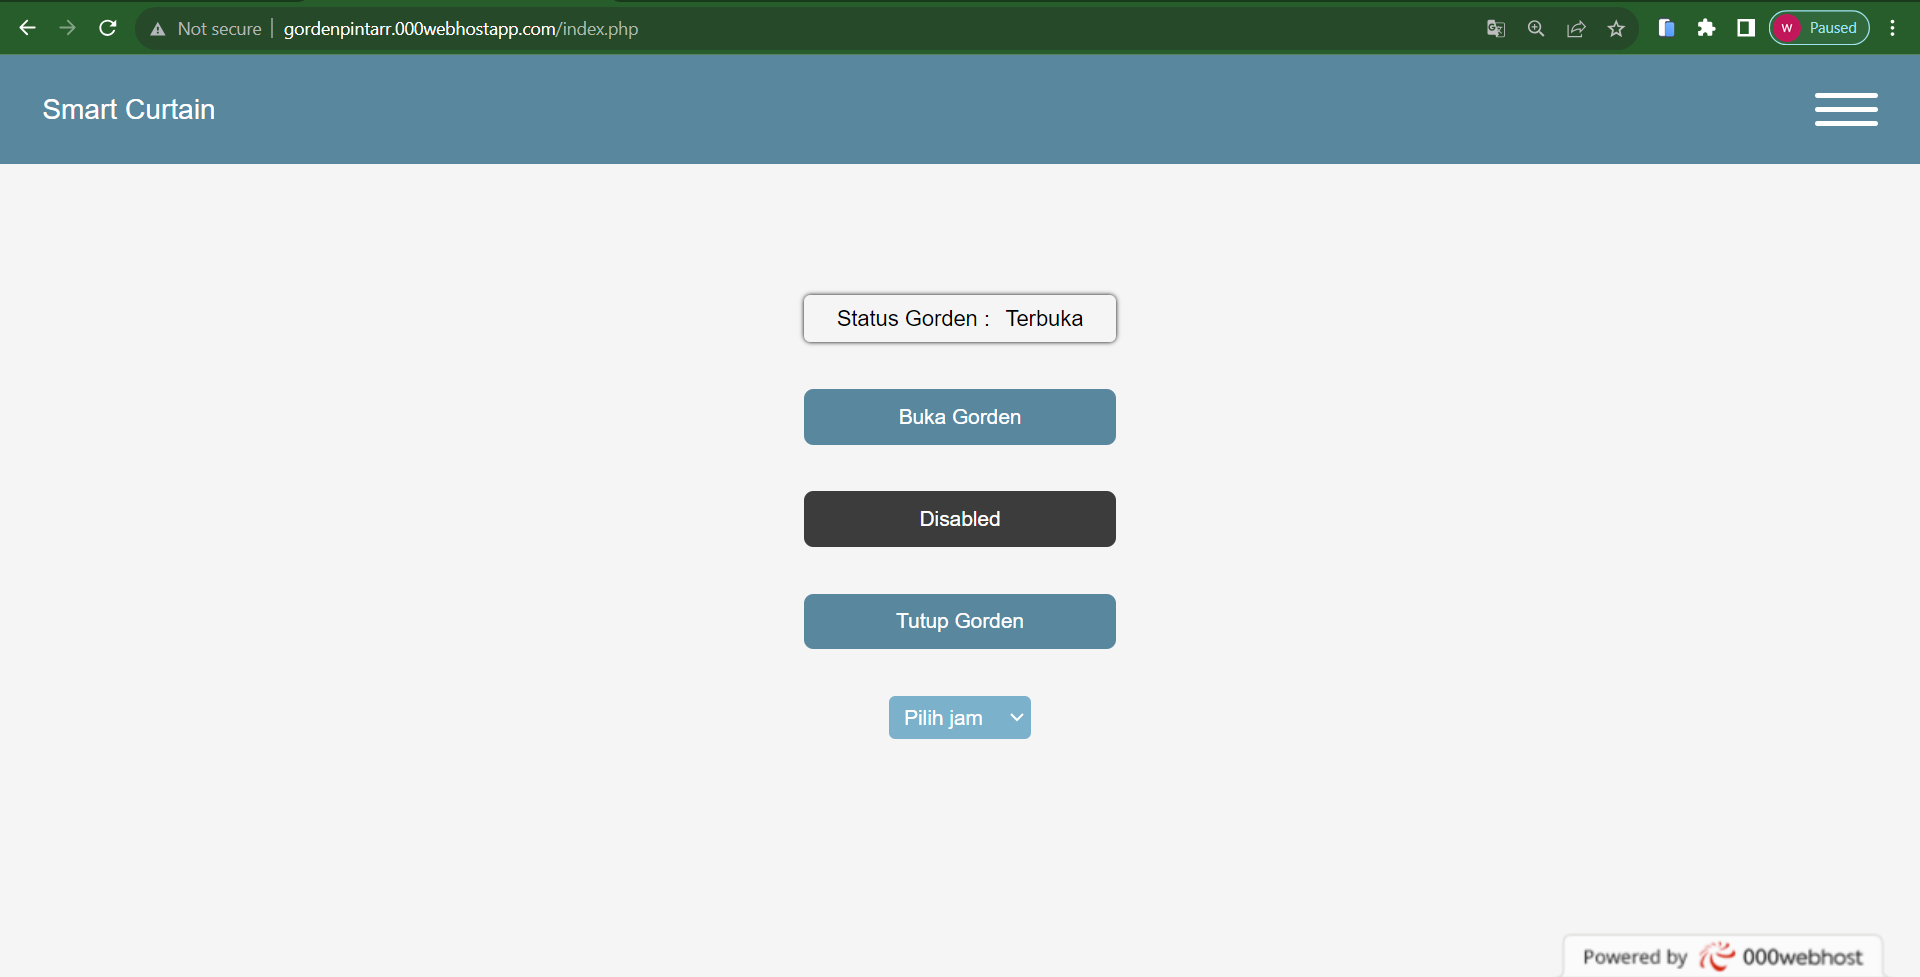 Not secure
gordenpintarr.000webhostapp.com/index.php
W
Paused
Smart Curtain
Status Gorden : Terbuka
Buka Gorden
Disabled
Tutup Gorden
Pilih jam
Powered by 000webhost